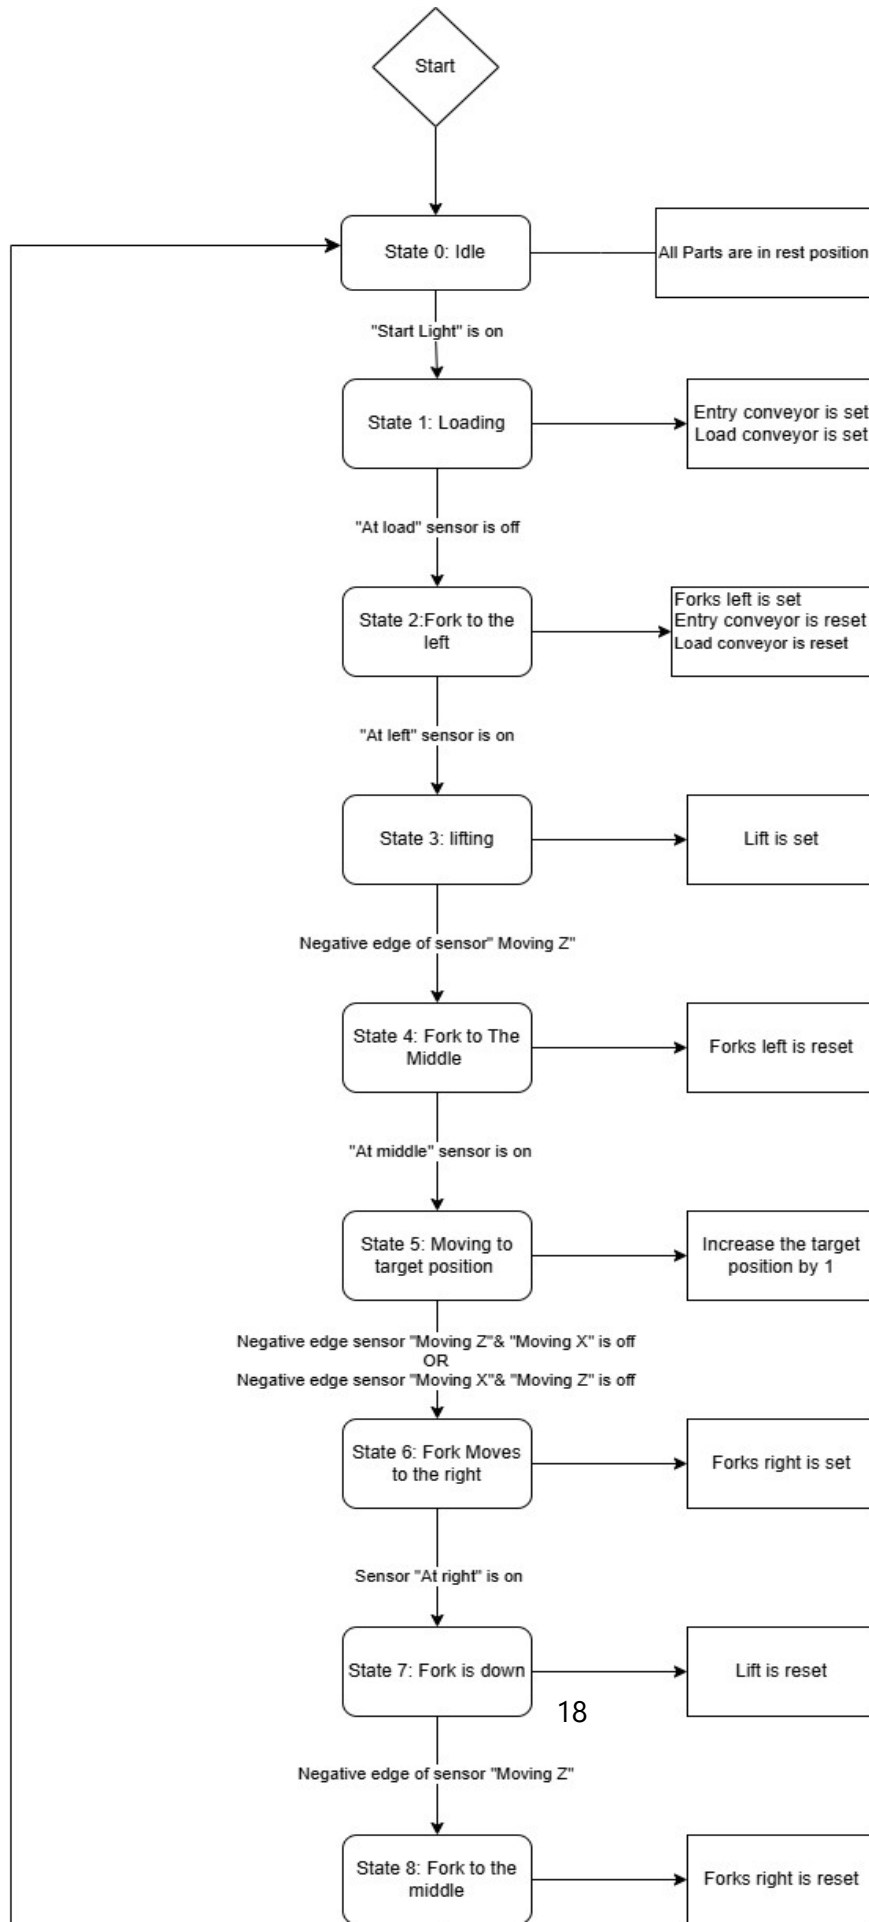 Start
State 0: Idle
All Parts are in rest position
"Start Light" is on
State 1: Loading
Entry conveyor is set
Load conveyor is set
"At load" sensor is off
State 2:Fork to the
left
Forks left is set
Entry conveyor is reset
Load conveyor is reset
"At left" sensor is on
State 3: lifting
Lift is set
Negative edge of sensor" Moving Z"
State 4: Fork to The
Middle
Forks left is reset
"At middle" sensor is on
State 5: Moving to
target position
Increase the target
position by 1
Negative edge sensor "Moving Z"& "Moving X" is off
OR
Negative edge sensor "Moving X"& "Moving Z" is off
State 6: Fork Moves
to the right
Forks right is set
Sensor "At right" is on
State 7: Fork is down
Lift is reset
18
Negative edge of sensor "Moving Z"
State 8: Fork to the
middle
Forks right is reset